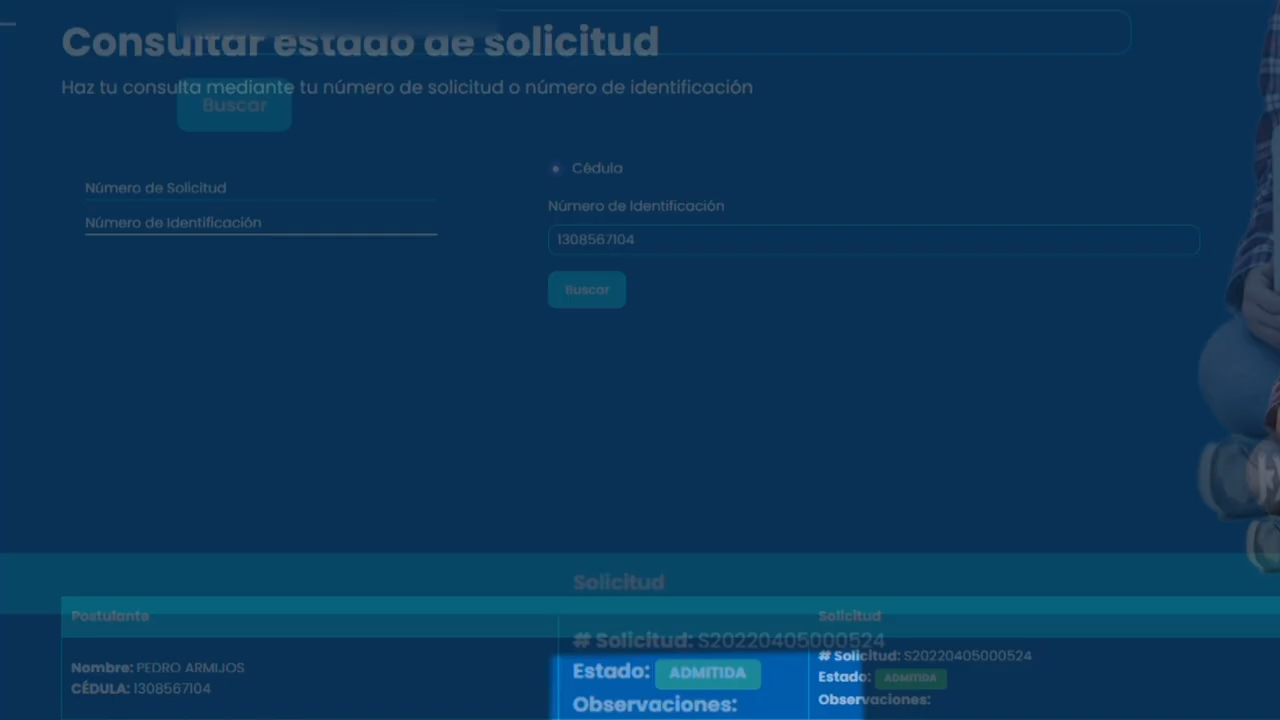 Consultar estado de solicitud
Haz tu consulta mediante tu número de solicitud o número de identificación
Buscar
Cédula
Número de Solicitud
Número de Identificación
Número de Identificación
1308567104
Buscar
Solicitud
Postulante
Solicitud
# Solicitud: S20220405000524
# Solicitud: S20220405000524
Nombre: PEDRO ARMIJOS
Estado: ADMITIDA
Estado: ADMITIDA
CÉDULA: 1308567104
Observaciones:
Observaciones: